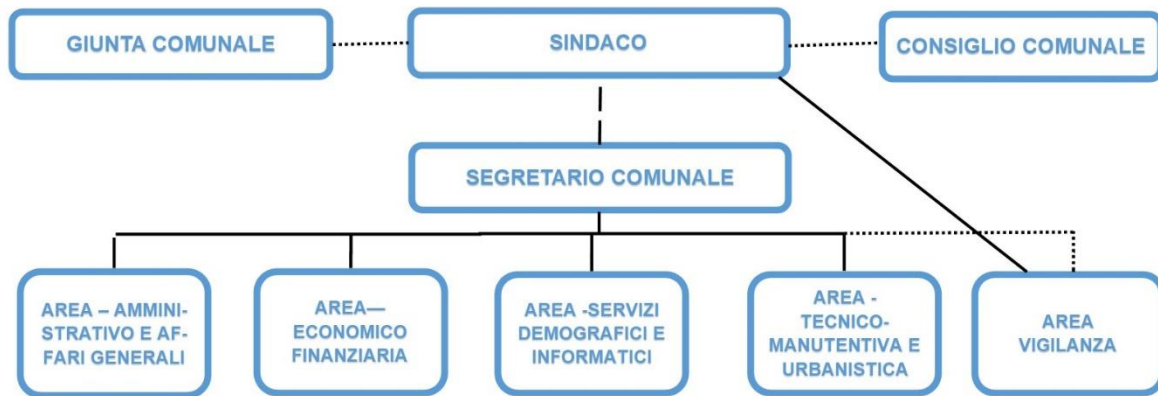 GIUNTA COMUNALE
SINDACO
CONSIGLIO COMUNALE
SEGRETARIO COMUNALE
AREA – AMMINI-
STRATIVO E AF-
FARI GENERALI
AREA—
ECONOMICO
FINANZIARIA
AREA -SERVIZI
DEMOGRAFICI E
INFORMATICI
AREA -
TECNICO-
MANUTENTIVA E
URBANISTICA
AREA
VIGILANZA